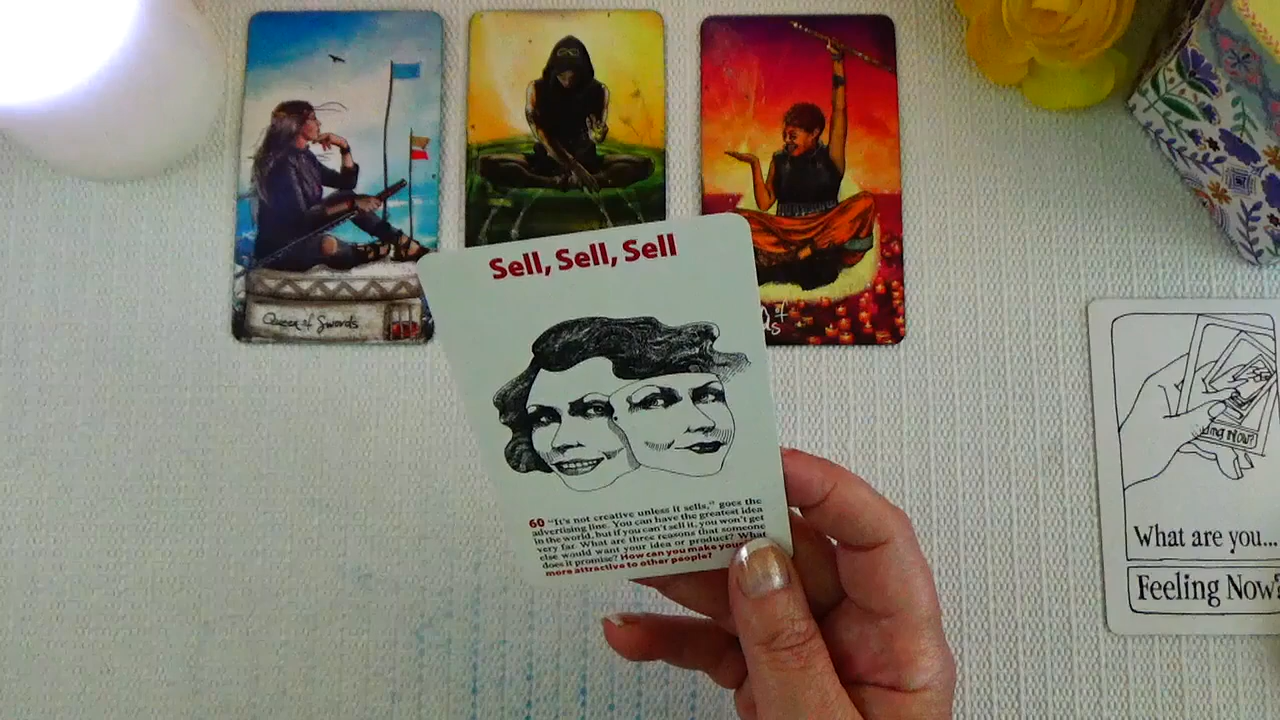 Queen of Swords
Sell, Sell, Sell
60 "It's not creative unless it sells," goes the
advertising line. You can have the greatest idea
in the world, but if you can't sell it, you won't get
very far. What are three reasons that someone
else would want your idea or product? What
does it promise? How can you make your
more attractive to other people?
What are you...
Feeling Now?